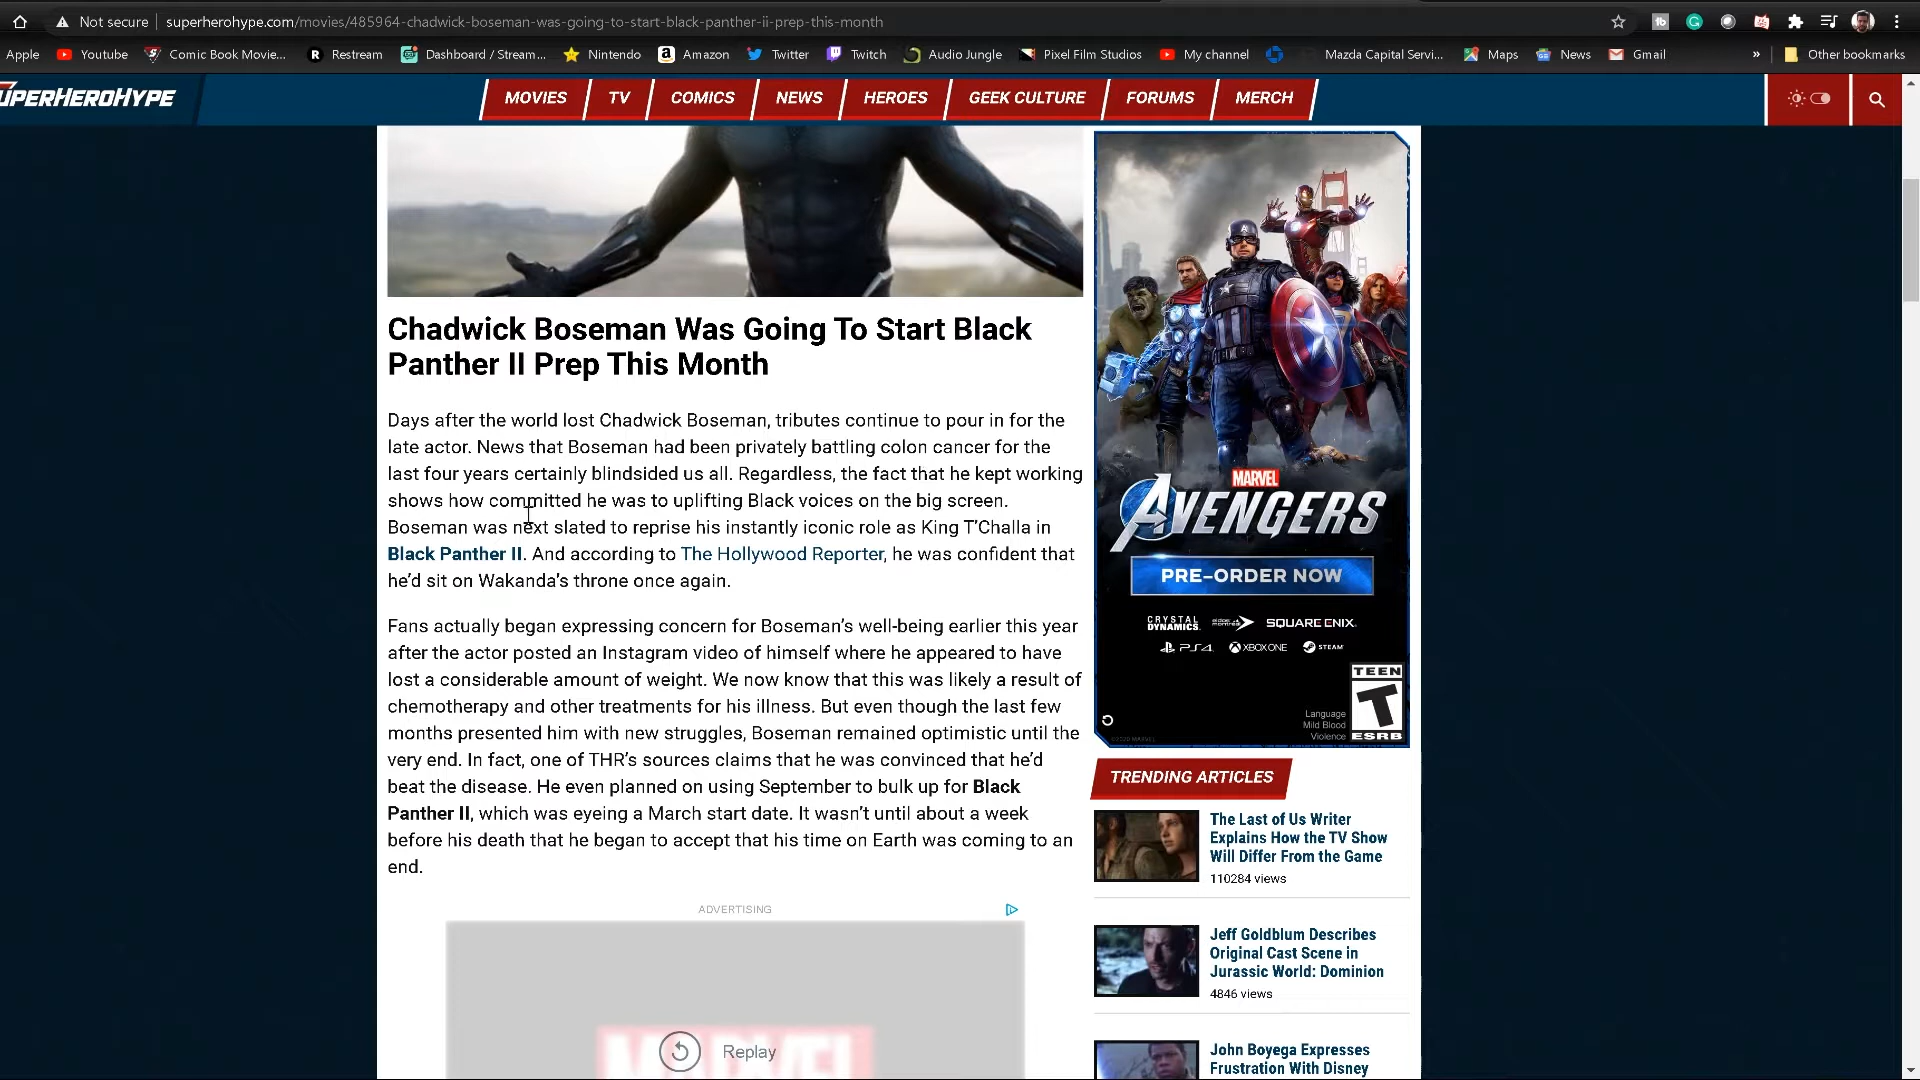 Not secure
superherohype.com/movies/485964-chadwick-boseman-was-going-to-start-black-panther-ii-prep-this-month
Apple Youtube Comic Book Movie... Restream Dashboard / Stream... Nintendo Amazon Twitter Twitch Audio Jungle Pixel Film Studios My channel Mazda Capital Servi... Maps News Gmail » Other bookmarks
SUPERHEROHYPE
MOVIES TV COMICS NEWS HEROES GEEK CULTURE FORUMS MERCH
Chadwick Boseman Was Going To Start Black
Panther II Prep This Month
Days after the world lost Chadwick Boseman, tributes continue to pour in for the
late actor. News that Boseman had been privately battling colon cancer for the
last four years certainly blindsided us all. Regardless, the fact that he kept working
shows how committed he was to uplifting Black voices on the big screen.
Boseman was next slated to reprise his instantly iconic role as King T’Challa in
Black Panther II. And according to The Hollywood Reporter, he was confident that
he’d sit on Wakanda’s throne once again.
Fans actually began expressing concern for Boseman’s well-being earlier this year
after the actor posted an Instagram video of himself where he appeared to have
lost a considerable amount of weight. We now know that this was likely a result of
chemotherapy and other treatments for his illness. But even though the last few
months presented him with new struggles, Boseman remained optimistic until the
very end. In fact, one of THR’s sources claims that he was convinced that he’d
beat the disease. He even planned on using September to bulk up for Black
Panther II, which was eyeing a March start date. It wasn’t until about a week
before his death that he began to accept that his time on Earth was coming to an
end.
ADVERTISING
MARVEL
Replay
MARVEL
AVENGERS
PRE-ORDER NOW
CRYSTAL
DYNAMICS
SQUARE ENIX
PS4 XBOX ONE STEAM
TEEN
T
ESRB
Language
Mild Blood
Violence
TRENDING ARTICLES
The Last of Us Writer
Explains How the TV Show
Will Differ From the Game
110284 views
Jeff Goldblum Describes
Original Cast Scene in
Jurassic World: Dominion
4846 views
John Boyega Expresses
Frustration With Disney